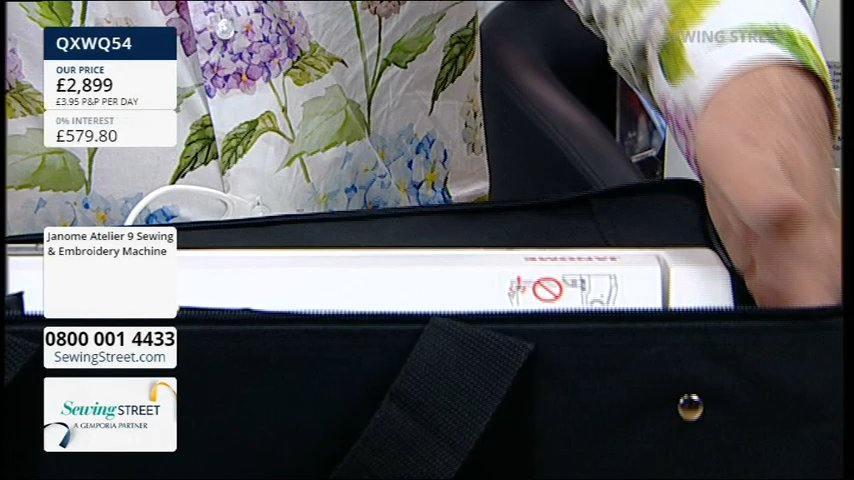 QXWQ54
OUR PRICE
£2,899
£3.95 P&P PER DAY
0% INTEREST
£579.80
Janome Atelier 9 Sewing
& Embroidery Machine
0800 001 4433
SewingStreet.com
Sewing STREET
A GEMPORIA PARTNER
SEWING STREET